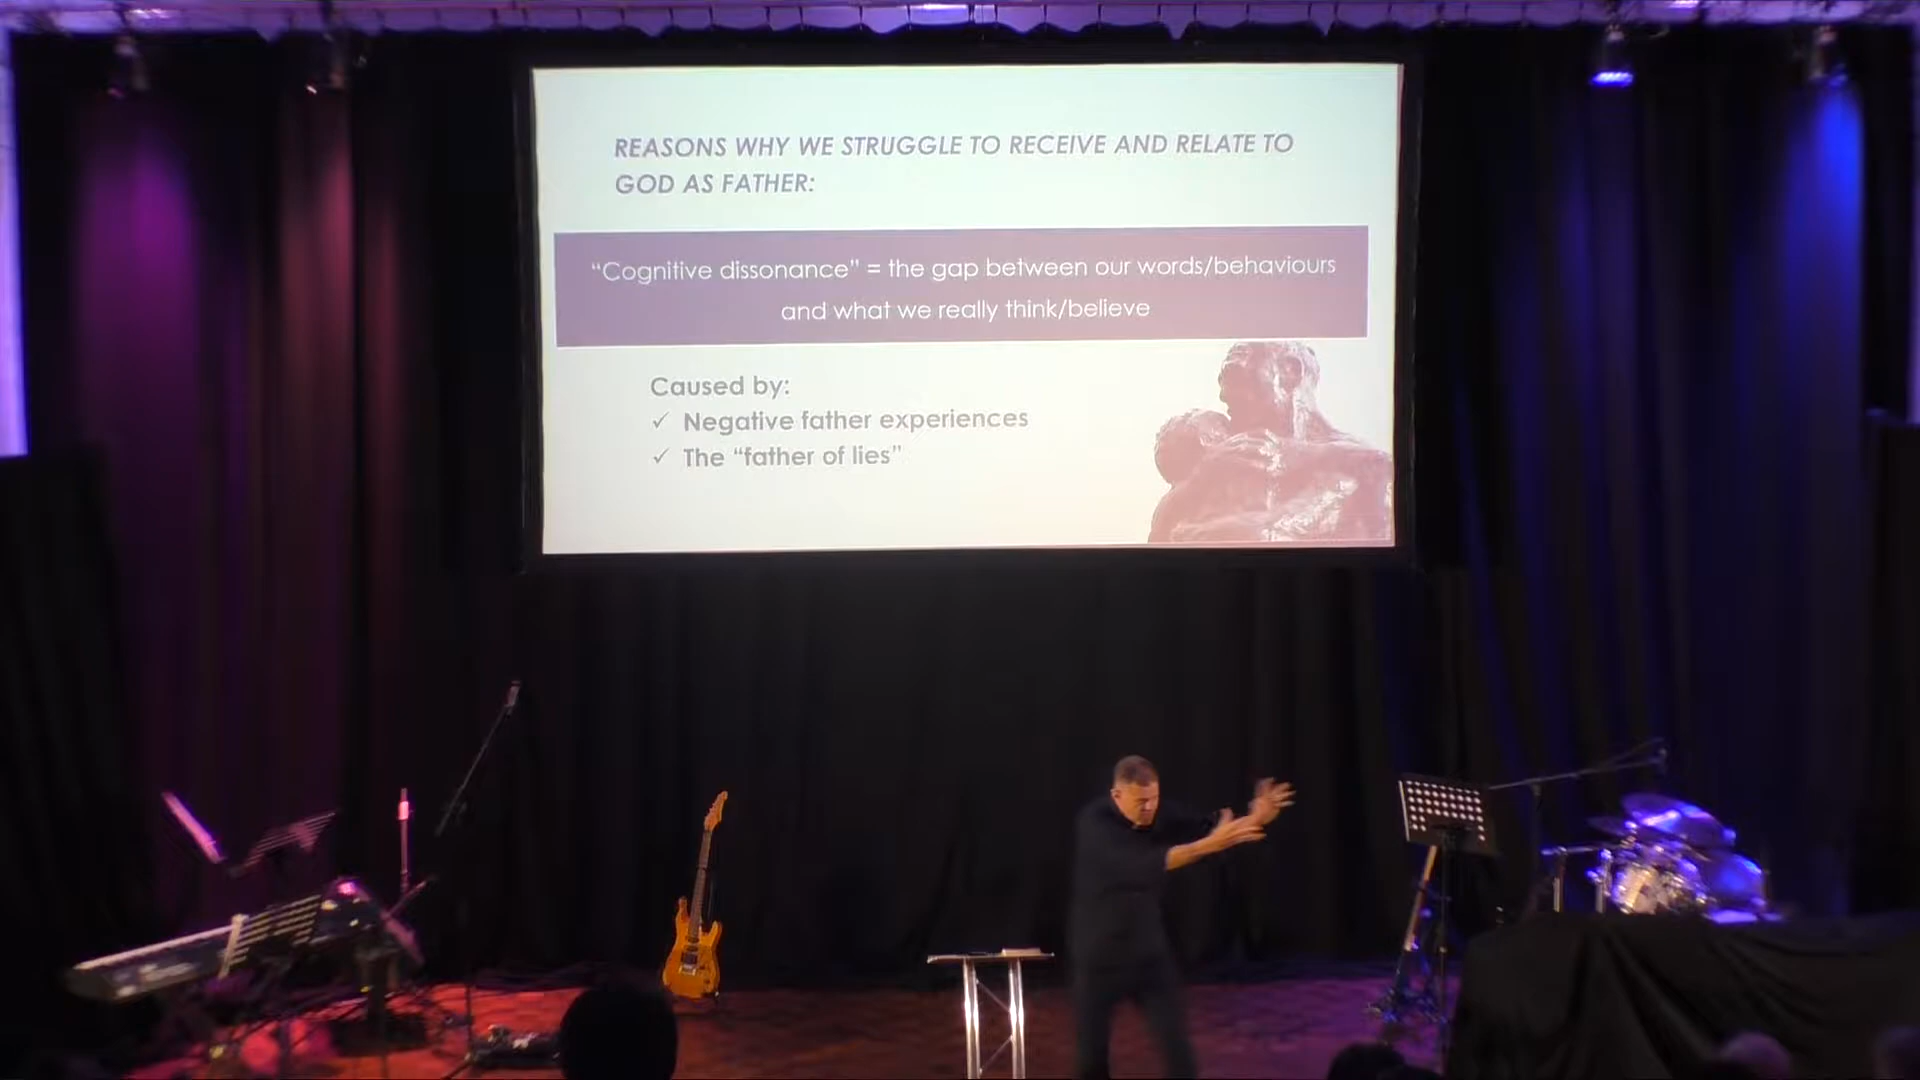 REASONS WHY WE STRUGGLE TO RECEIVE AND RELATE TO
GOD AS FATHER:
“Cognitive dissonance” = the gap between our words/behaviours
and what we really think/believe
Caused by:
✓ Negative father experiences
✓ The “father of lies”